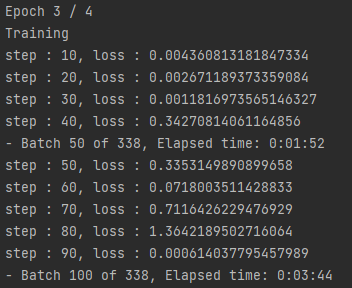 Epoch 3 / 4
Training
step : 10, loss : 0.004360813181847334
step : 20, loss : 0.002671189373359084
step : 30, loss : 0.0011816973565146327
step : 40, loss : 0.34270814061164856
- Batch 50 of 338, Elapsed time: 0:01:52
step : 50, loss : 0.3353149890899658
step : 60, loss : 0.0718003511428833
step : 70, loss : 0.7116426229476929
step : 80, loss : 1.3642189502716064
step : 90, loss : 0.000614037795457989
- Batch 100 of 338, Elapsed time: 0:03:44